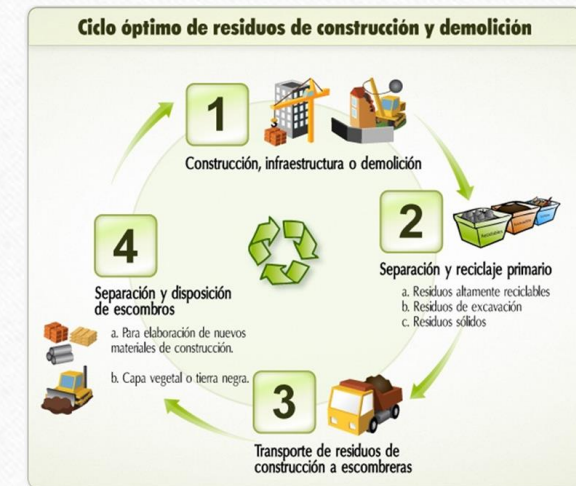 Ciclo óptimo de residuos de construcción y demolición
1
Construcción, infraestructura o demolición
2
Separación y reciclaje primario
a. Residuos altamente reciclables
b. Residuos de excavación
c. Residuos sólidos
3
Transporte de residuos de
construcción a escombreras
4
Separación y disposición
de escombros
a. Para elaboración de nuevos
materiales de construcción.
b. Capa vegetal o tierra negra.